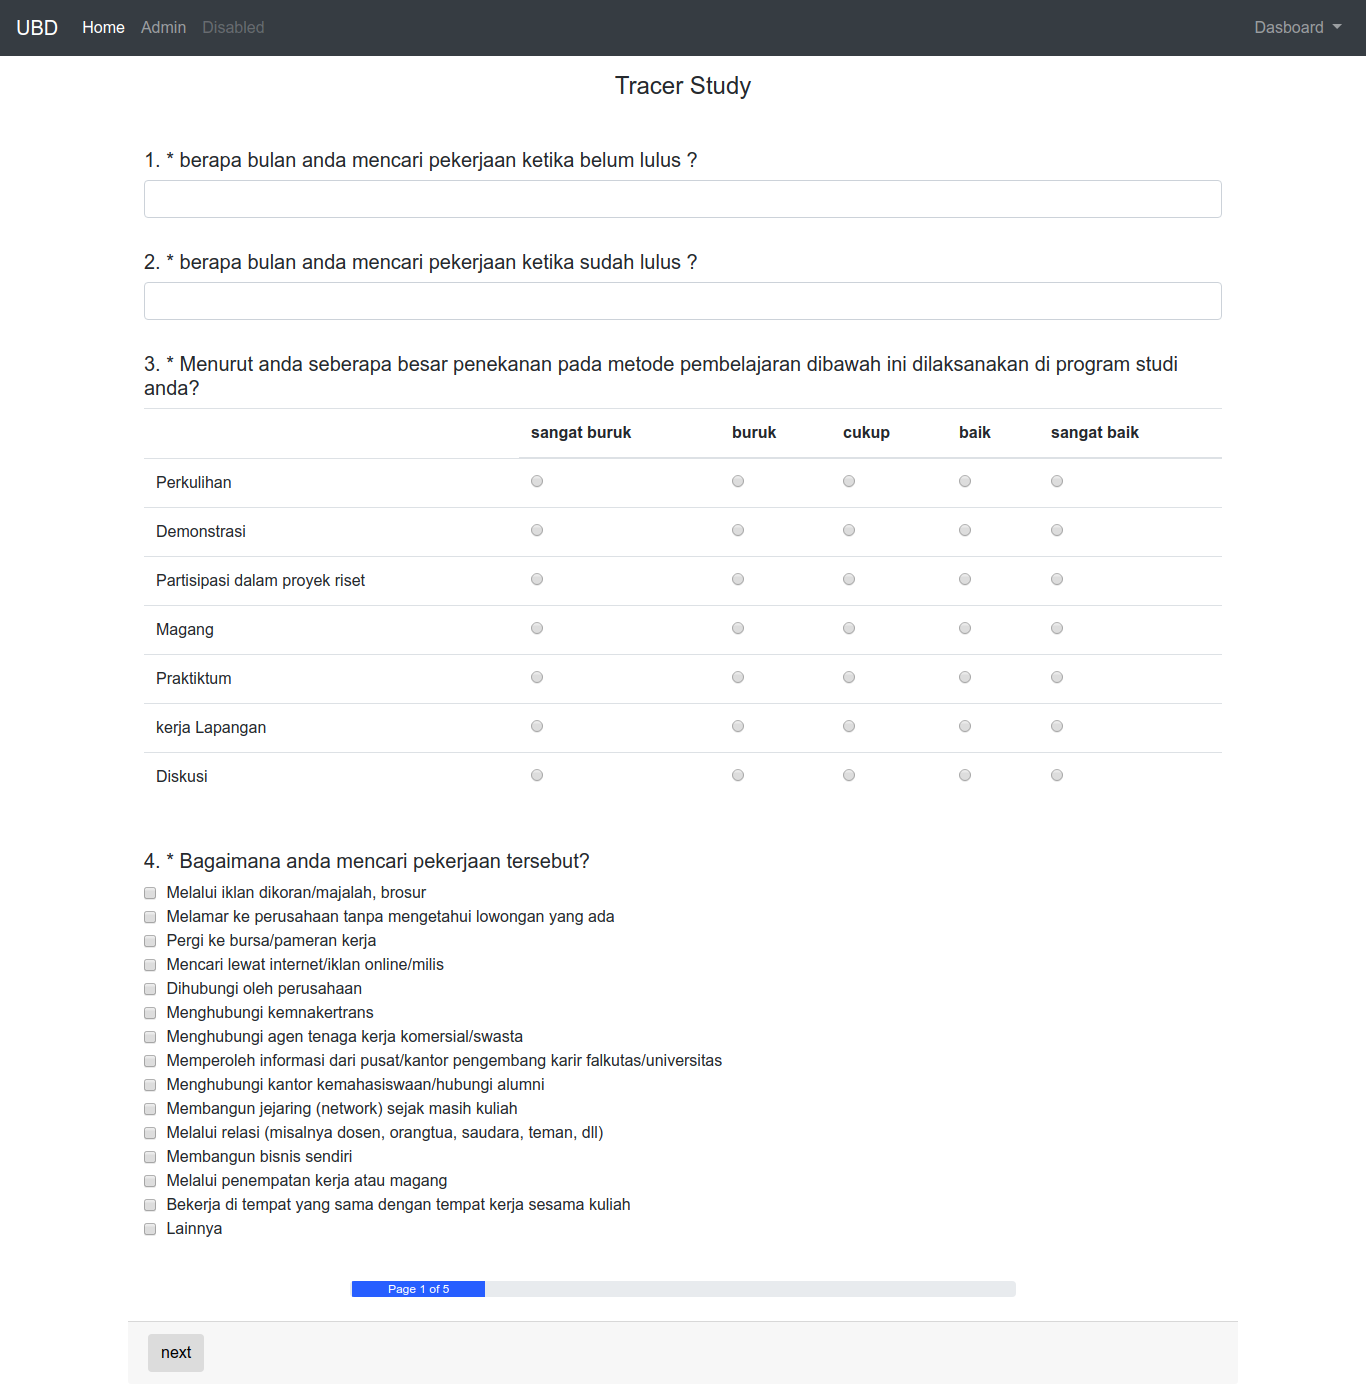 UBD Home Admin Disabled Dasboard
Tracer Study
1. * berapa bulan anda mencari pekerjaan ketika belum lulus ?
2. * berapa bulan anda mencari pekerjaan ketika sudah lulus ?
3. * Menurut anda seberapa besar penekanan pada metode pembelajaran dibawah ini dilaksanakan di program studi
anda?
sangat buruk buruk cukup baik sangat baik
Perkulihan
Demonstrasi
Partisipasi dalam proyek riset
Magang
Praktiktum
kerja Lapangan
Diskusi
4. * Bagaimana anda mencari pekerjaan tersebut?
Melalui iklan dikoran/majalah, brosur
Melamar ke perusahaan tanpa mengetahui lowongan yang ada
Pergi ke bursa/pameran kerja
Mencari lewat internet/iklan online/milis
Dihubungi oleh perusahaan
Menghubungi kemnakertrans
Menghubungi agen tenaga kerja komersial/swasta
Memperoleh informasi dari pusat/kantor pengembang karir falkutas/universitas
Menghubungi kantor kemahasiswaan/hubungi alumni
Membangun jejaring (network) sejak masih kuliah
Melalui relasi (misalnya dosen, orangtua, saudara, teman, dll)
Membangun bisnis sendiri
Melalui penempatan kerja atau magang
Bekerja di tempat yang sama dengan tempat kerja sesama kuliah
Lainnya
Page 1 of 5
next